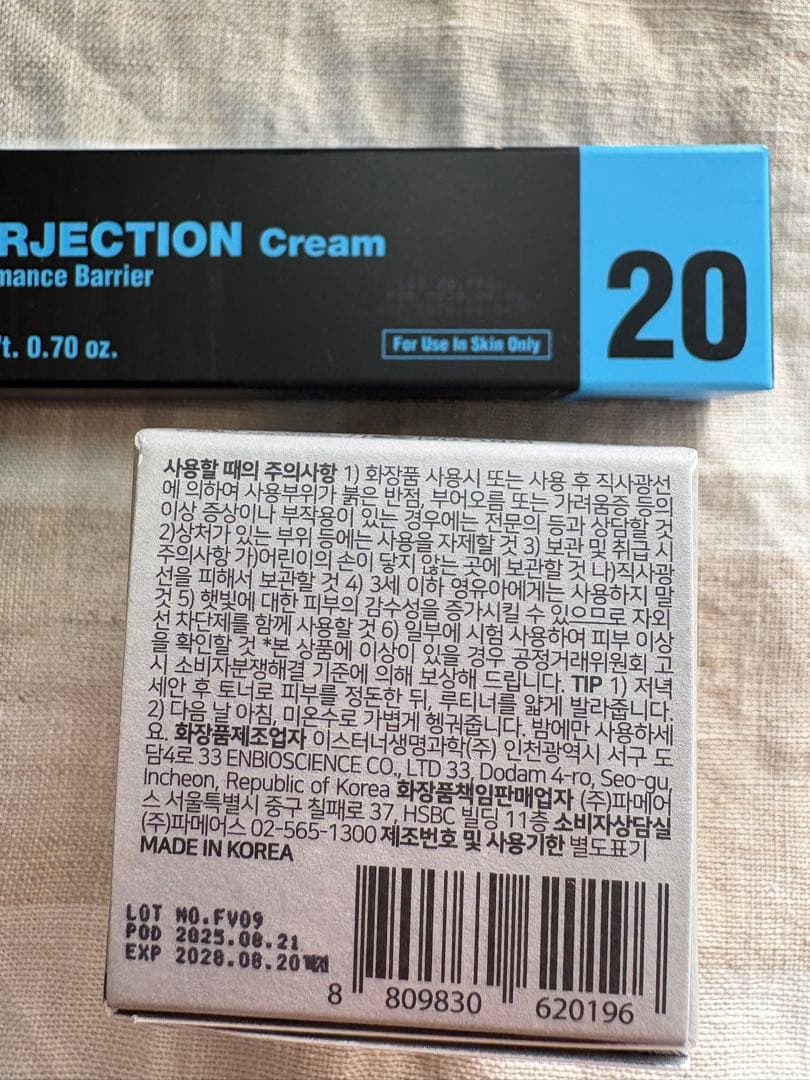 RJECTION Cream
mance Barrier
t. 0.70 oz.
For Use In Skin Only
20
사용할 때의 주의사항 1) 화장품 사용시 또는 사용 후 직사광선
에 의하여 사용부위가 붉은 반점, 부어오름 또는 가려움증 등의
이상 증상이나 부작용이 있는 경우에는 전문의 등과 상담할 것
2)상처가 있는 부위 등에는 사용을 자제할 것 3) 보관 및 취급 시
주의사항 가)어린이의 손이 닿지 않는 곳에 보관할 것 나)직사광
선을 피해서 보관할 것 4) 3세 이하 영유아에게는 사용하지 말
것 5) 햇빛에 대한 피부의 감수성을 증가시킬 수 있으므로 자외
선 차단제를 함께 사용할 것 6) 일부에 시험 사용하여 피부 이상
을 확인할 것 *본 상품에 이상이 있을 경우 공정거래위원회 고
시 소비자분쟁해결 기준에 의해 보상해 드립니다. TIP 1) 저녁
세안 후 토너로 피부를 정돈한 뒤, 루티너를 얇게 발라줍니다.
2) 다음 날 아침, 미온수로 가볍게 헹궈줍니다. 밤에만 사용하세
요. 화장품제조업자 이스터너생명과학(주) 인천광역시 서구 도
담4로 33 ENBIOSCIENCE CO., LTD 33, Dodam 4-ro, Seo-gu,
Incheon, Republic of Korea 화장품책임판매업자 (주)파메어
스 서울특별시 중구 칠패로 37, HSBC 빌딩 11층 소비자상담실
(주)파메어스 02-565-1300 제조번호 및 사용기한 별도표기
MADE IN KOREA
LOT NO.FV09
POD 2025.08.21
EXP 2028.08.20까지
8 809830 620196